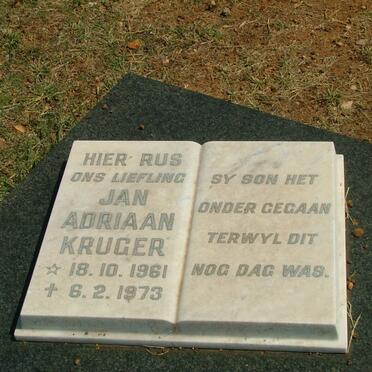 HIER RUS
ONS LIEFLING
JAN
ADRIAAN
KRUGER
☆ 18. 10. 1961
✝ 6. 2. 1973
SY SON HET
ONDER GEGAAN
TERWYL DIT
NOG DAG WAS.